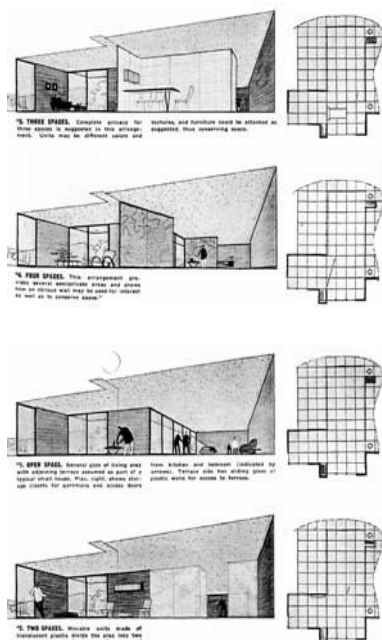 "5. THREE SPACES. Complete privacy for
three spaces is suggested in this arrange-
ment. Units may be different colors and
textures, and furniture could be attached as
suggested, thus conserving space.
"4. FOUR SPACES. This arrangement pro-
vides several semiprivate areas and shows
how an oblique wall may be used for interest
as well as to conserve space."
"1. OPEN SPACE. General plan of living area
with adjoining terrace assumed as part of a
typical small house. Plan, right, shows stor-
age closets for partitions and access doors
from kitchen and bedroom (indicated by
arrows). Terrace side has sliding glass or
plastic walls for access to terrace.
"2. TWO SPACES. Movable units made of
translucent plastic divide the area into two